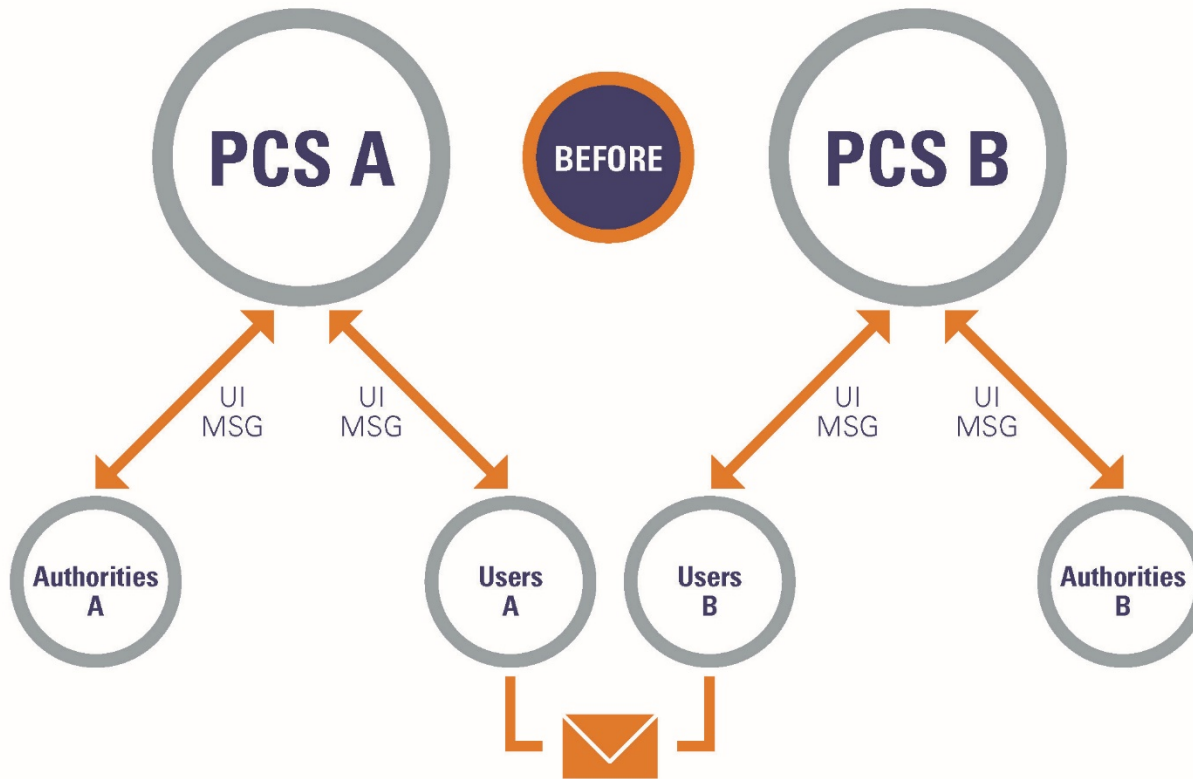 PCS A
BEFORE
PCS B
UI
MSG
UI
MSG
UI
MSG
UI
MSG
Authorities
A
Users
A
Users
B
Authorities
B